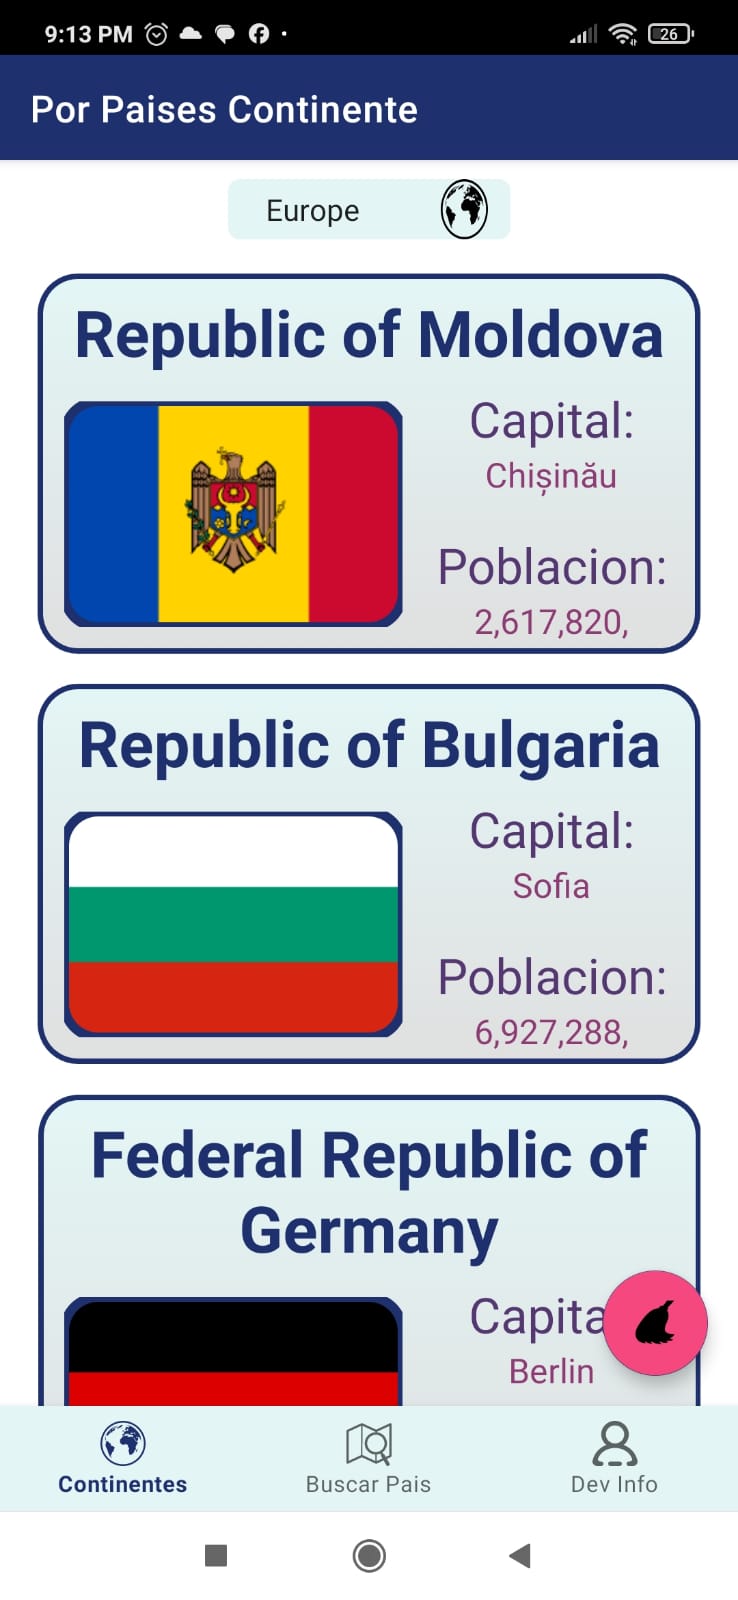 9:13 PM
26
Por Paises Continente
Europe
Republic of Moldova
Capital:
Chișinău
Poblacion:
2,617,820,
Republic of Bulgaria
Capital:
Sofia
Poblacion:
6,927,288,
Federal Republic of
Germany
Capita
Berlin
Continentes
Buscar Pais
Dev Info